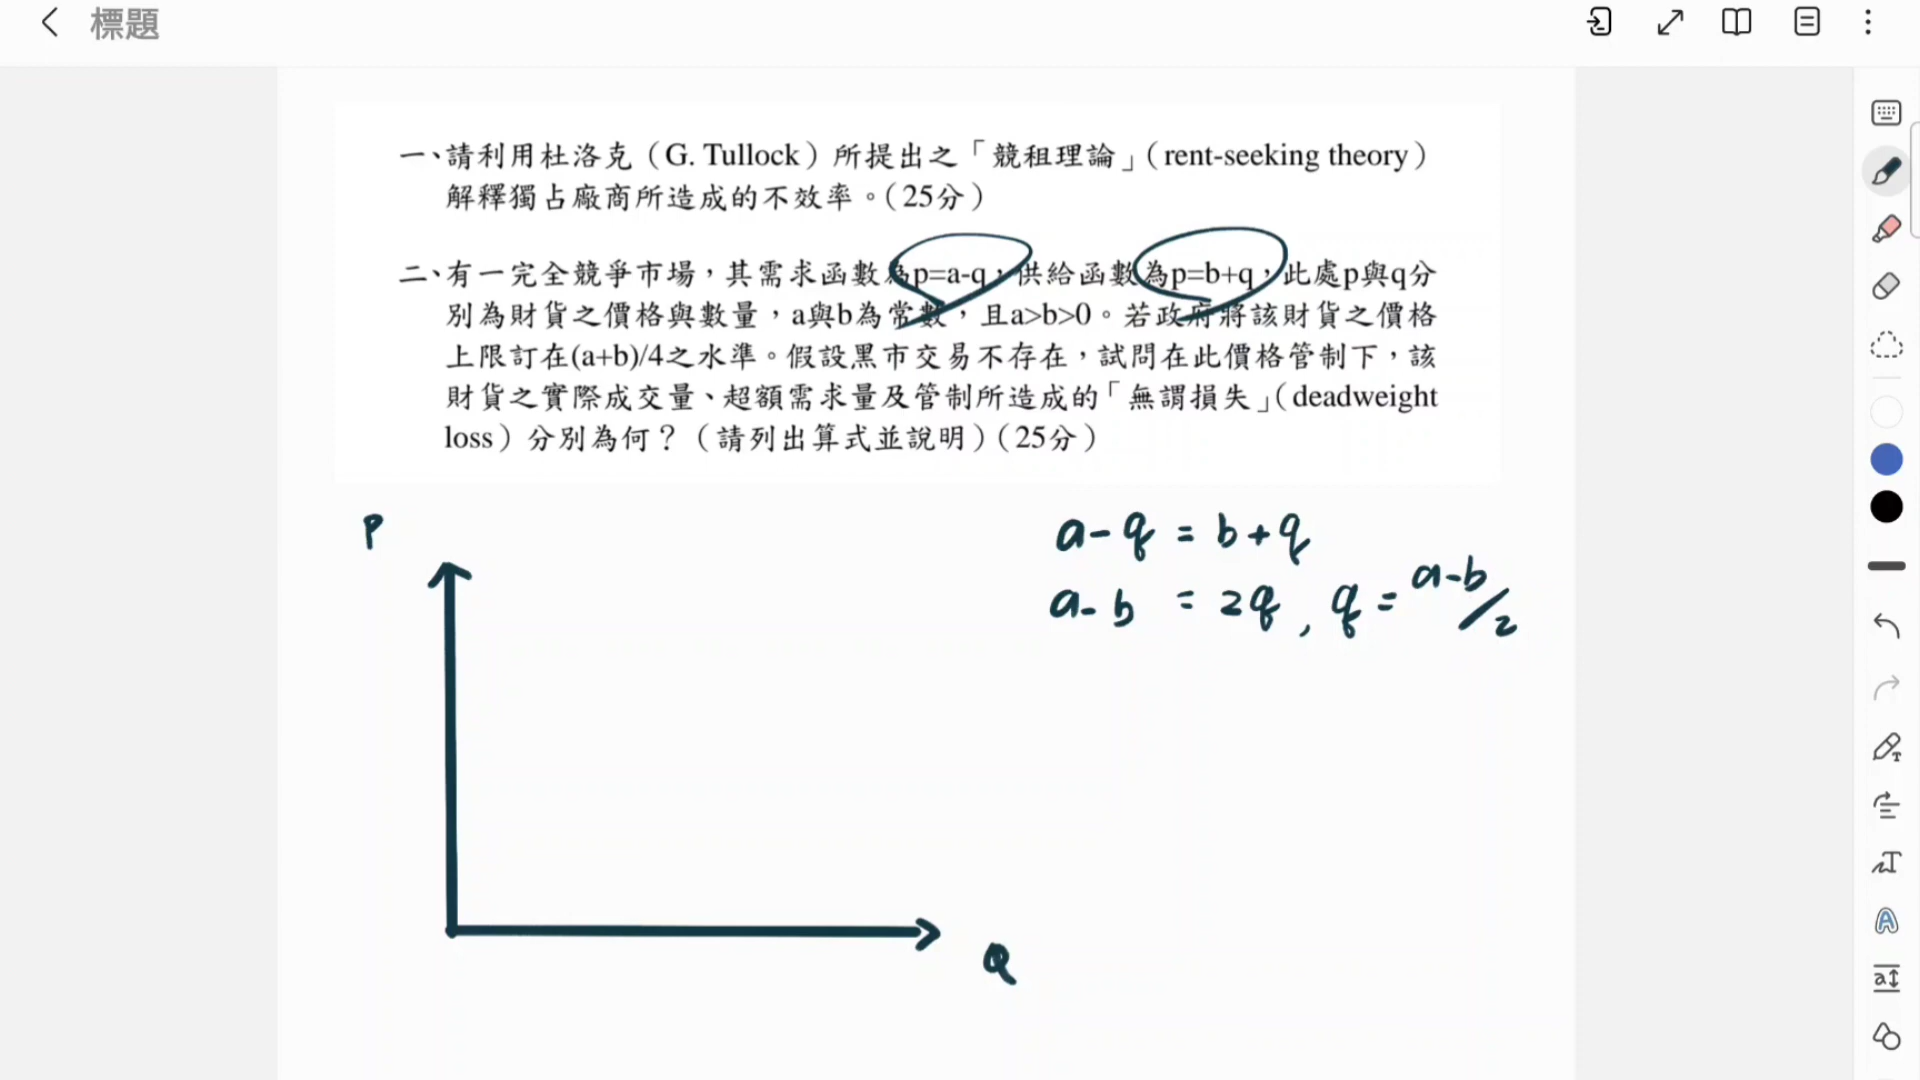 標題
一、請利用杜洛克（G. Tullock）所提出之「競租理論」（rent-seeking theory）
解釋獨占廠商所造成的不效率。（25分）
二、有一完全競爭市場，其需求函數為p=a-q，供給函數為p=b+q，此處p與q分
別為財貨之價格與數量，a與b為常數，且a>b>0。若政府將該財貨之價格
上限訂在(a+b)/4之水準。假設黑市交易不存在，試問在此價格管制下，該
財貨之實際成交量、超額需求量及管制所造成的「無謂損失」（deadweight
loss）分別為何？（請列出算式並說明）（25分）
P
a-q = b+q
a-b = 2q, q = a-b/2
Q